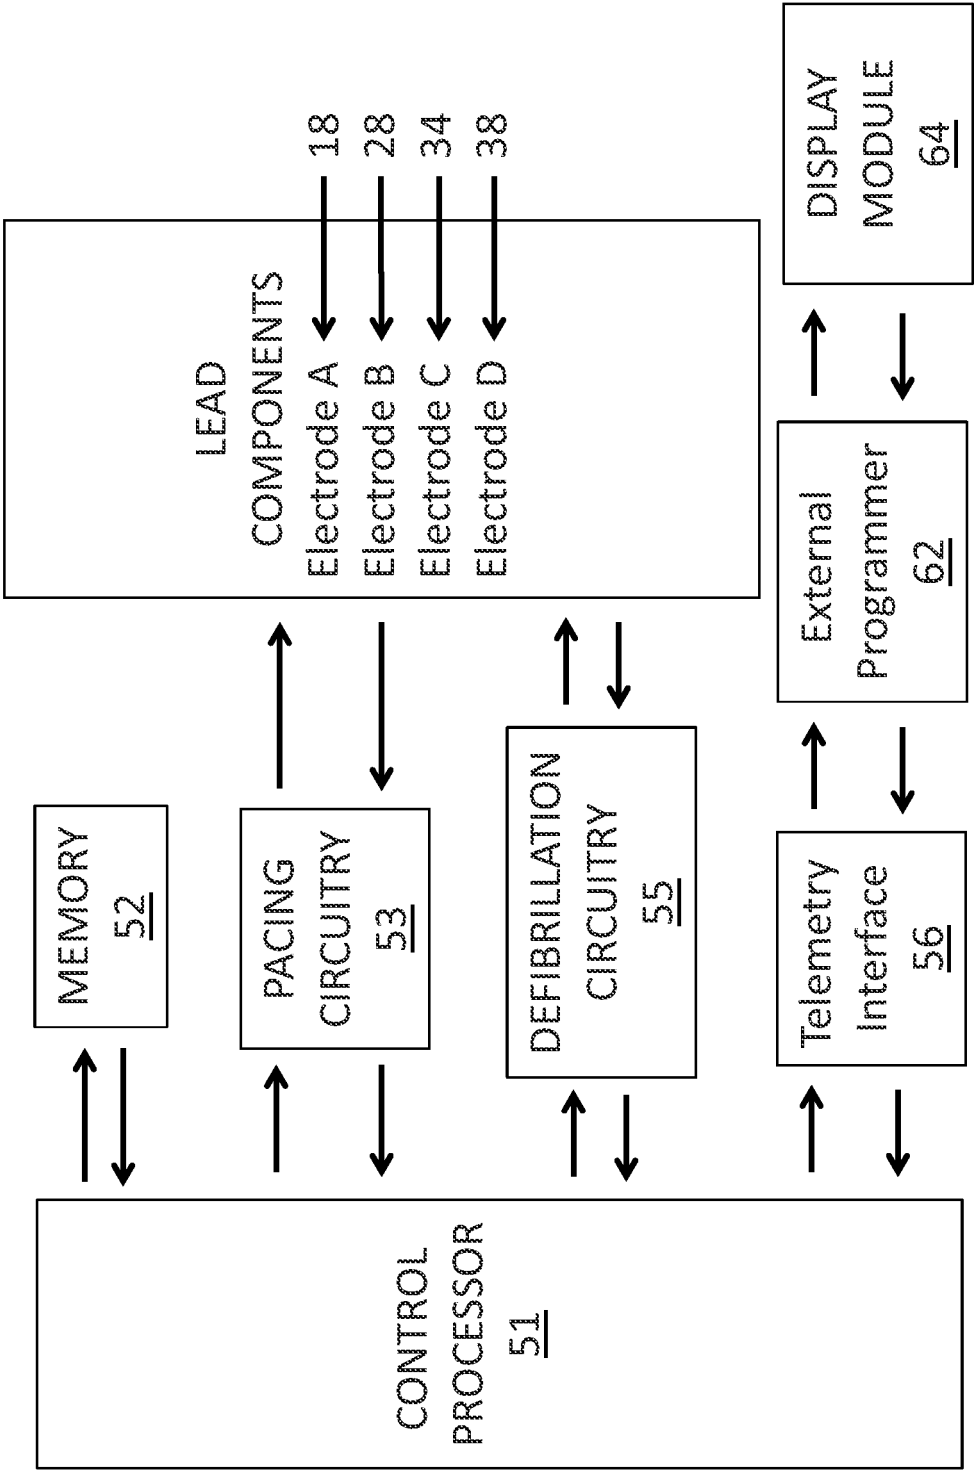 CONTROL
PROCESSOR
51
MEMORY
52
PACING
CIRCUITRY
53
DEFIBRILLATION
CIRCUITRY
55
Telemetry
Interface
56
LEAD
COMPONENTS
Electrode A
18
Electrode B
28
Electrode C
34
Electrode D
38
External
Programmer
62
DISPLAY
MODULE
64